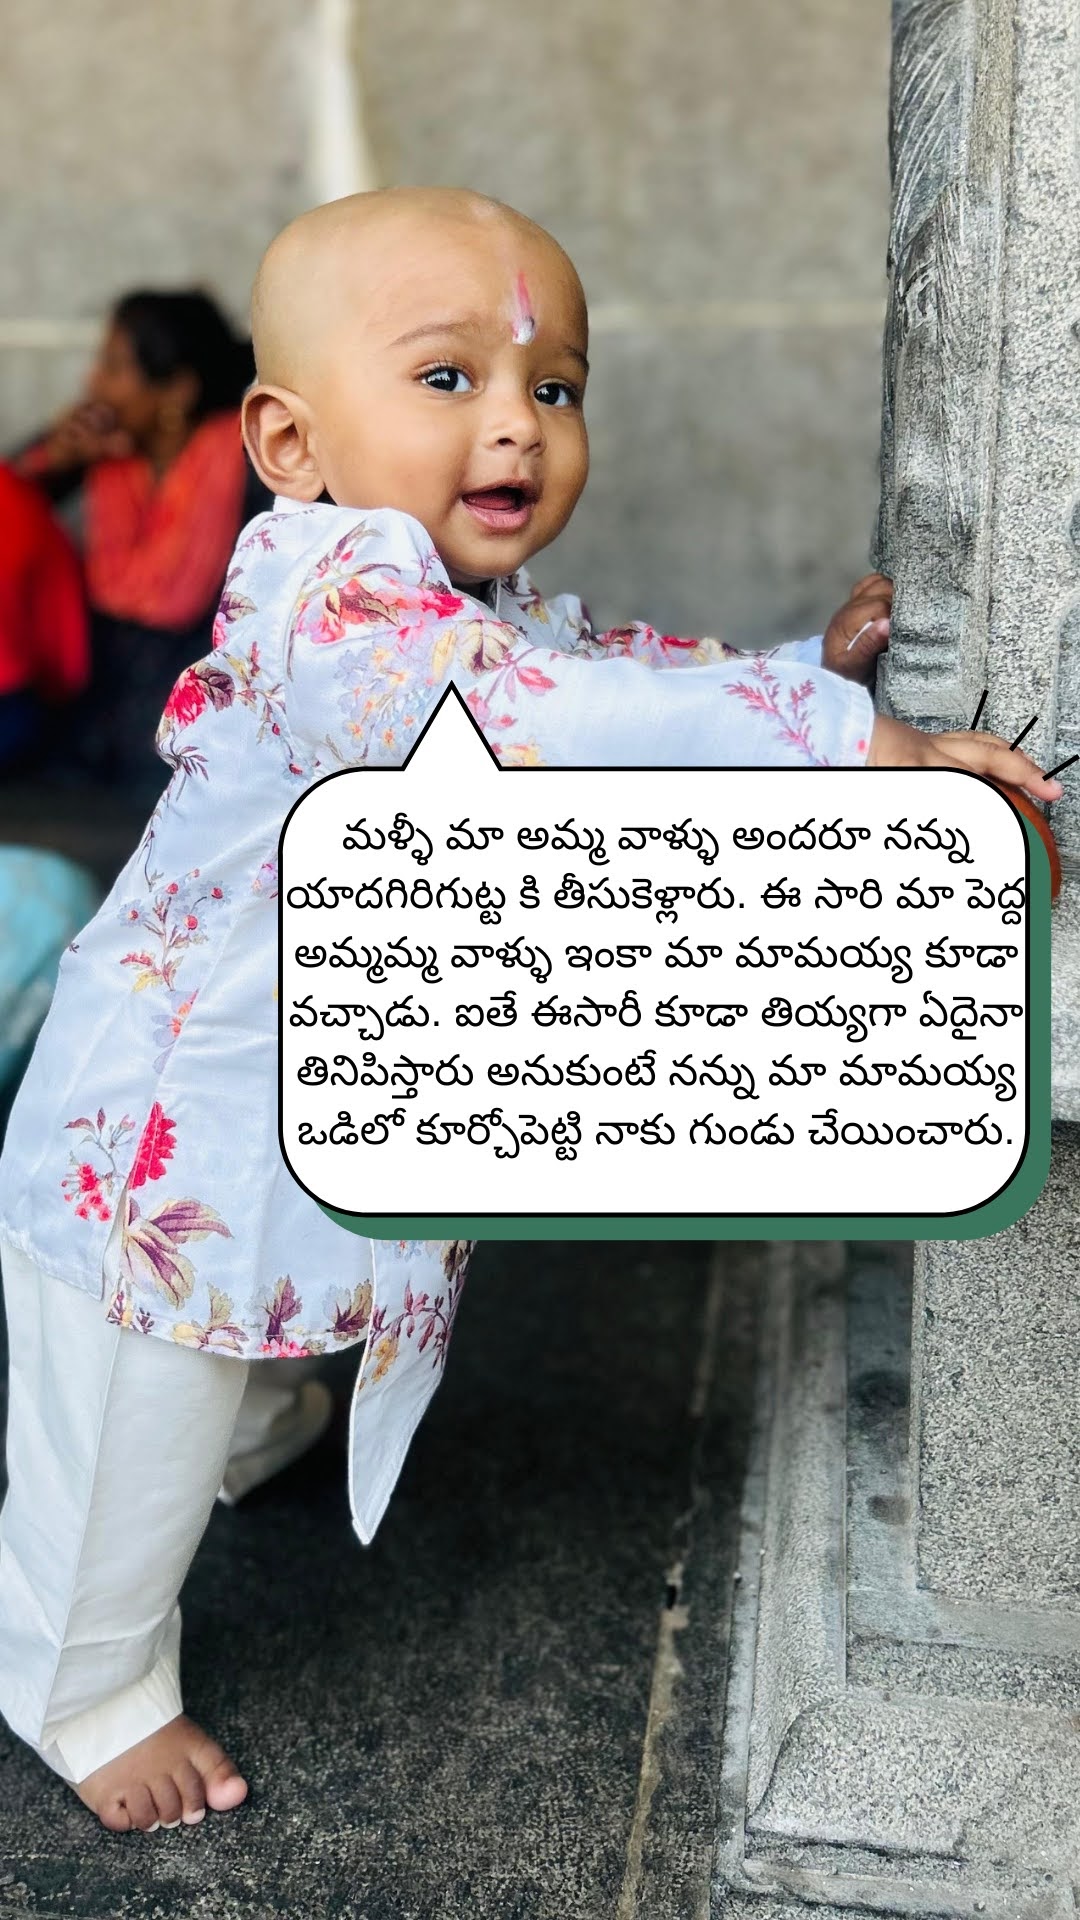 మళ్ళీ మా అమ్మ వాళ్ళు అందరూ నన్ను
యాదగిరిగుట్ట కి తీసుకెళ్లారు. ఈ సారి మా పెద్ద
అమ్మమ్మ వాళ్ళు ఇంకా మా మామయ్య కూడా
వచ్చాడు. ఐతే ఈసారీ కూడా తియ్యగా ఏదైనా
తినిపిస్తారు అనుకుంటే నన్ను మా మామయ్య
ఒడిలో కూర్చోపెట్టి నాకు గుండు చేయించారు.